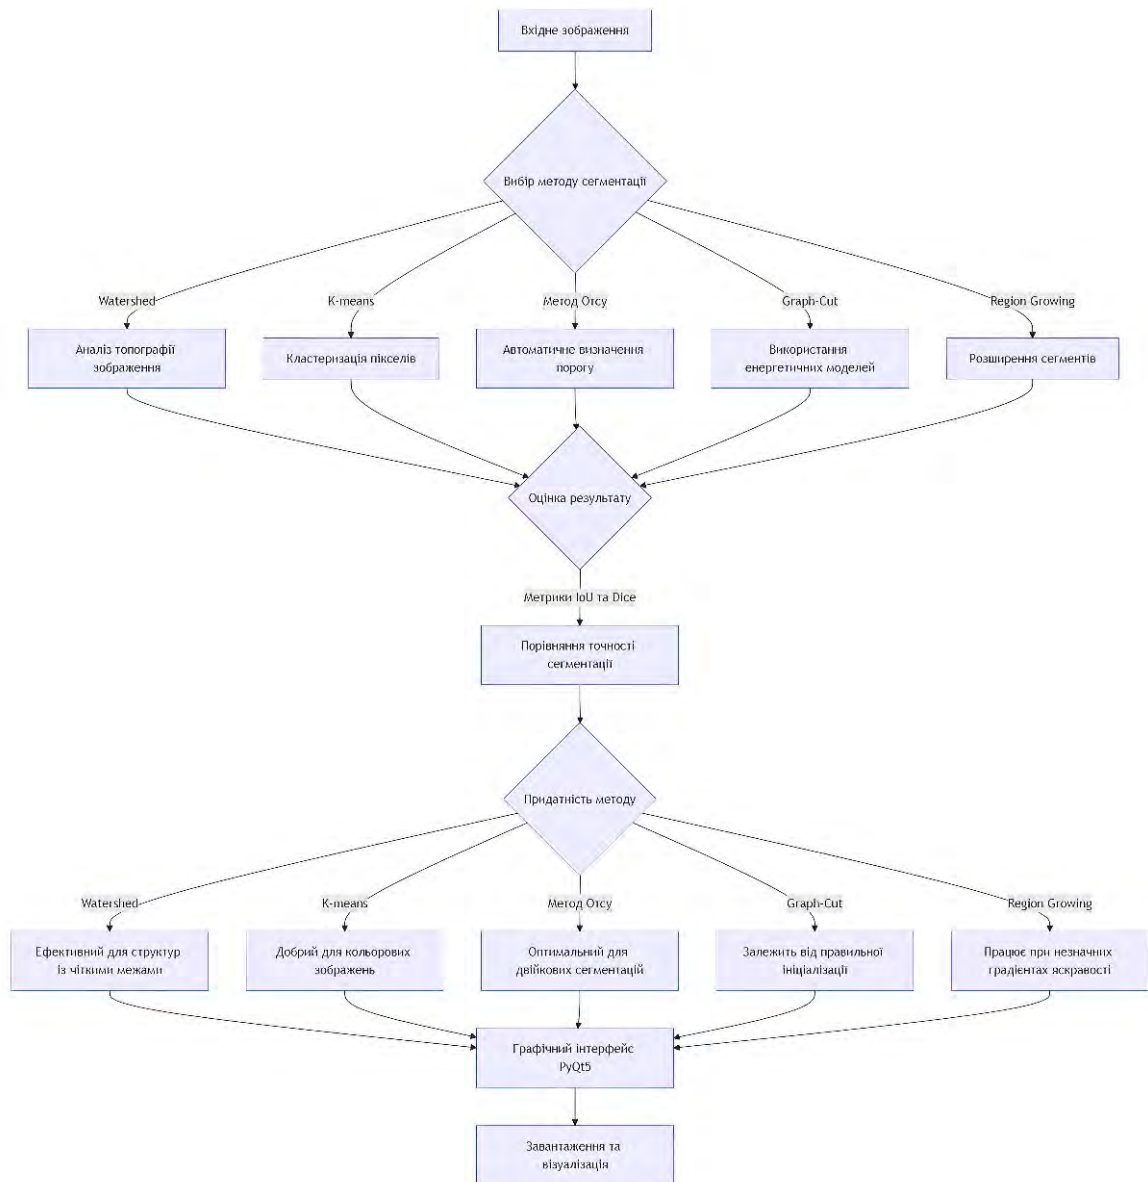 Вхідне зображення
Вибір методу сегментації
Watershed
K-means
Метод Отсу
Graph-Cut
Region Growing
Аналіз топографії
зображення
Кластеризація пікселів
Автоматичне визначення
порогу
Використання
енергетичних моделей
Розширення сегментів
Оцінка результату
Метрики IoU та Dice
Порівняння точності
сегментації
Придатність методу
Watershed
K-means
Метод Отсу
Graph-Cut
Region Growing
Ефективний для структур
із чіткими межами
Добрий для кольорових
зображень
Оптимальний для
двійкових сегментацій
Залежить від правильної
ініціалізації
Працює при незначних
градієнтах яскравості
Графічний інтерфейс
PyQt5
Завантаження та
візуалізація